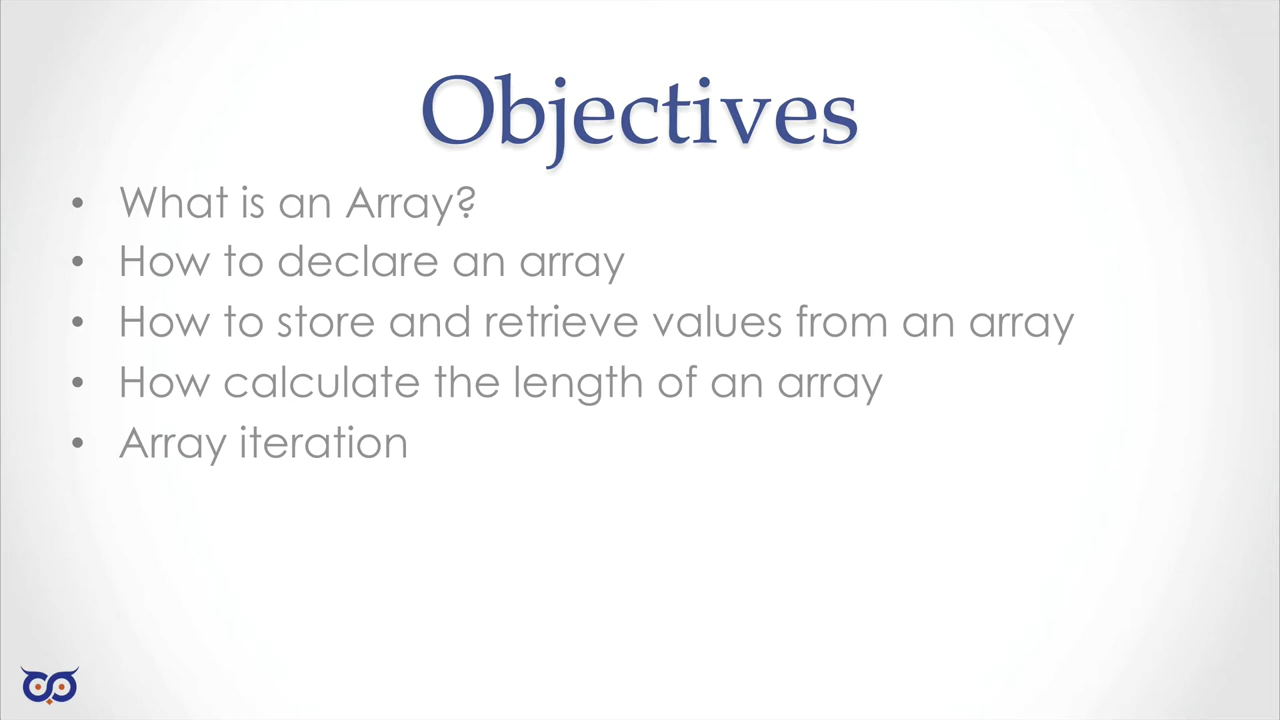 Objectives
• What is an Array?
• How to declare an array
• How to store and retrieve values from an array
• How calculate the length of an array
• Array iteration